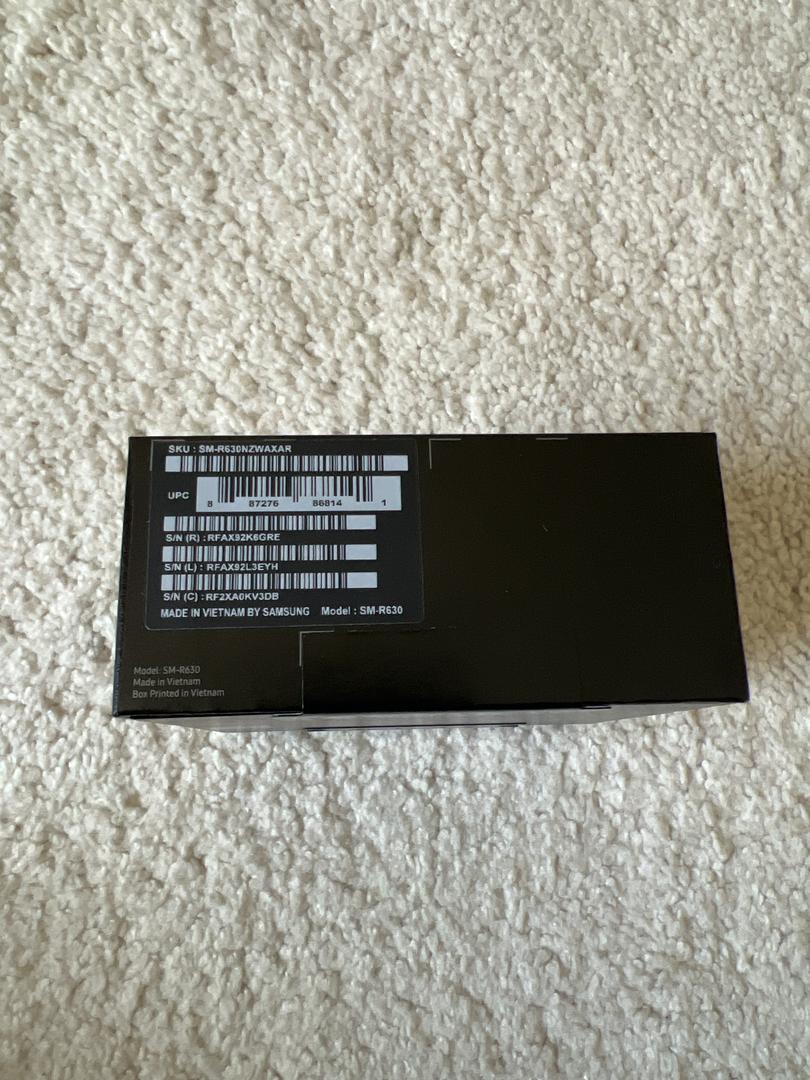 SKU : SM-R630NZWAXAR
UPC
8 87276 86814 1
S/N (R) : RFAX92K6GRE
S/N (L) : RFAX92L3EYH
S/N (C) : RF2XA0KV3DB
MADE IN VIETNAM BY SAMSUNG Model : SM-R630
Model: SM-R630
Made in Vietnam
Box Printed in Vietnam